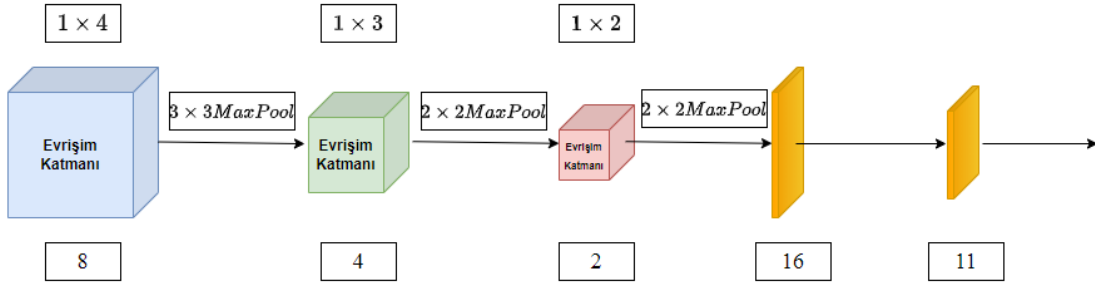 1 × 4
1 × 3
1 × 2
3 × 3MaxPool
2 × 2MaxPool
2 × 2MaxPool
Evrişim
Katmanı
Evrişim
Katmanı
Evrişim
Katmanı
8
4
2
16
11